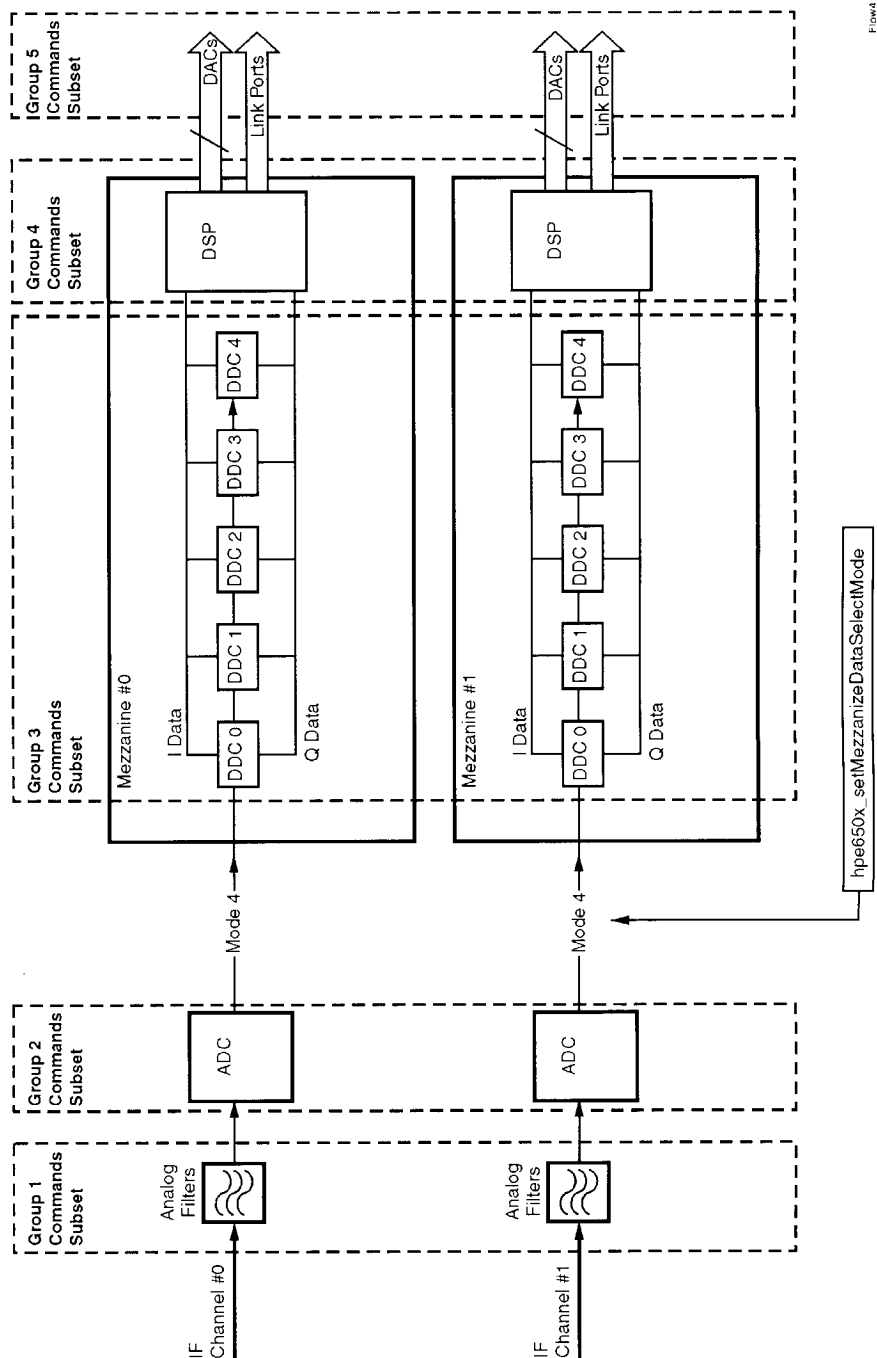 Group 1
Commands
Subset
Group 2
Commands
Subset
Group 3
Commands
Subset
Group 4
Commands
Subset
Group 5
Commands
Subset
IF
Channel #0
Analog
Filters
ADC
Mode 4
Mezzanine #0
I Data
DDC 0
DDC 1
DDC 2
DDC 3
DDC 4
Q Data
DSP
DACs
Link Ports
IF
Channel #1
Analog
Filters
ADC
Mode 4
Mezzanine #1
I Data
DDC 0
DDC 1
DDC 2
DDC 3
DDC 4
Q Data
DSP
DACs
Link Ports
hpe650x_setMezzanizeDataSelectMode
Flow4